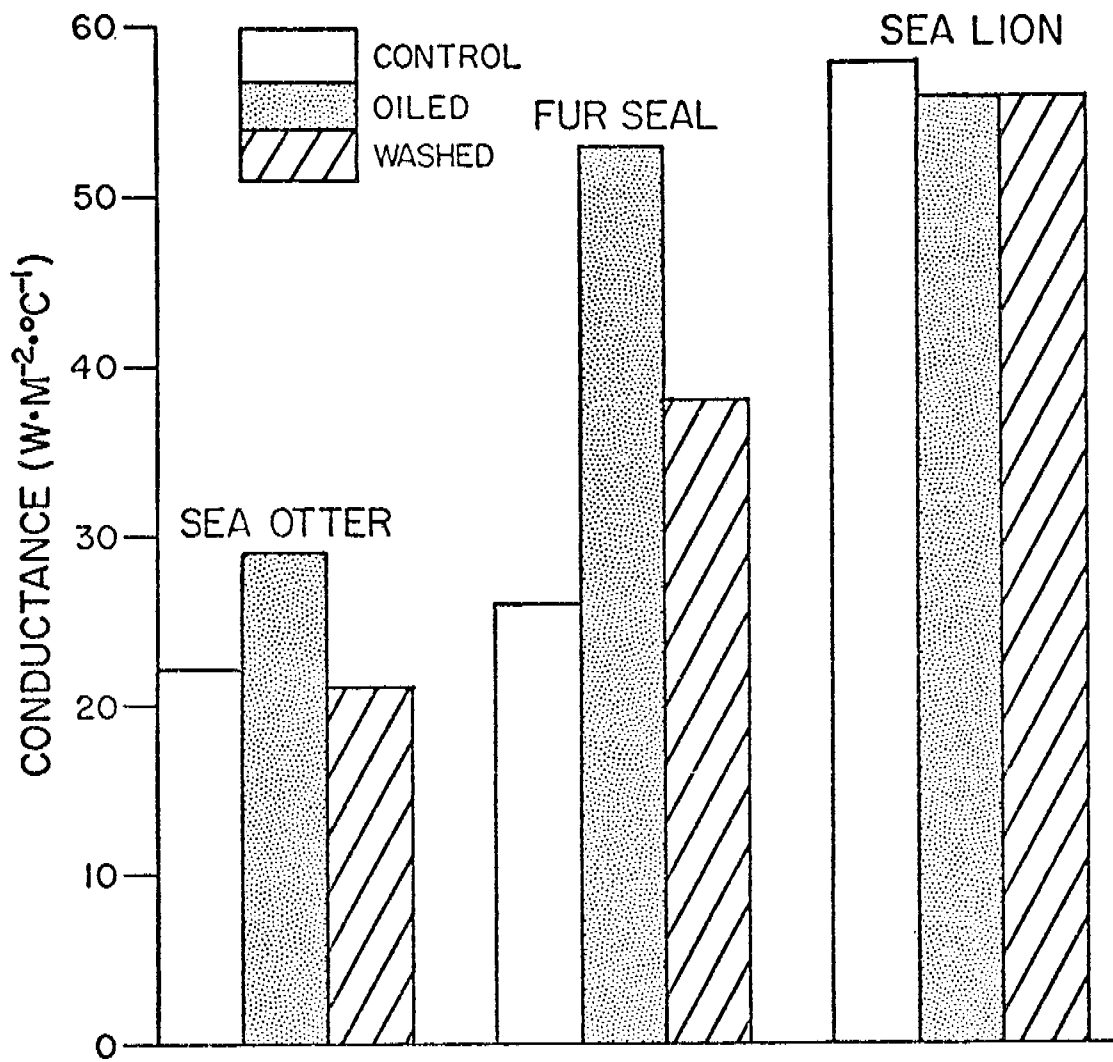 SEA LION
CONTROL
OILED
WASHED
FUR SEAL
SEA OTTER
CONDUCTANCE (W·M⁻²·°C⁻¹)
60
50
40
30
20
10
0